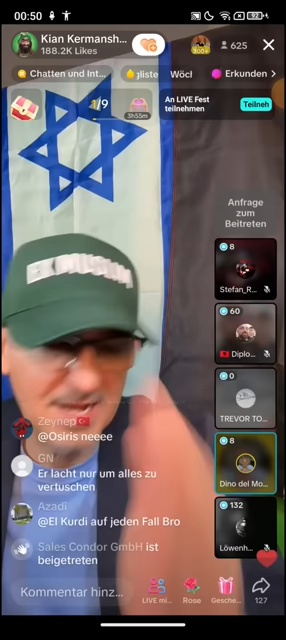 00:50
92
Kian Kermansh...
188.2K Likes
300+
625
Chatten und Int...
gliste
Wöcl
Erkunden
1/9
3h55m
An LIVE Fest
teilnehmen
Teilneh
Anfrage
zum
Beitreten
8
Stefan_R...
60
Diplo...
0
TREVOR TO...
8
Dino del Mo...
132
Löwenh...
Zeynep
@Osiris neeee
GN
Er lacht nur um alles zu
vertuschen
Azadi
@El Kurdi auf jeden Fall Bro
Sales Condor GmbH ist
beigetreten
Kommentar hinz...
LIVE mi...
Rose
Gesche...
127